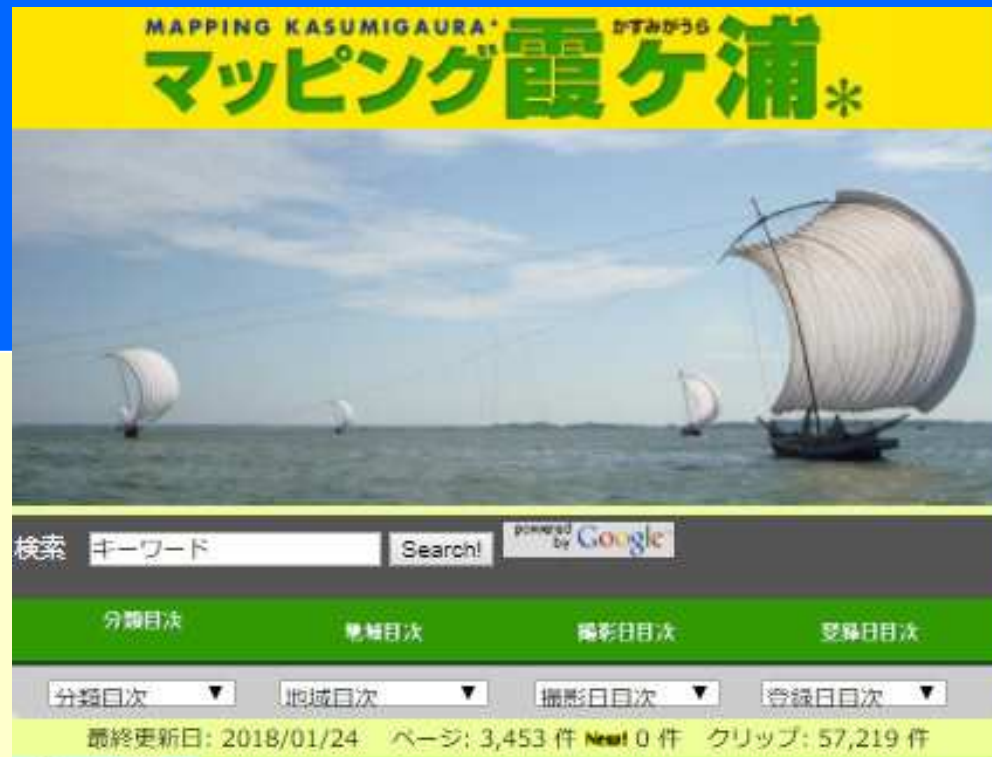 MAPPING KASUMIGAURA*
かすみがうら
マッピング霞ケ浦*
検索 キーワード Search! powered by Google
分類目次 地域目次 撮影日目次 登録日目次
分類目次 ▼ 地域目次 ▼ 撮影日目次 ▼ 登録日目次 ▼
最終更新日: 2018/01/24 ページ: 3,453 件 New! 0 件 クリップ: 57,219 件